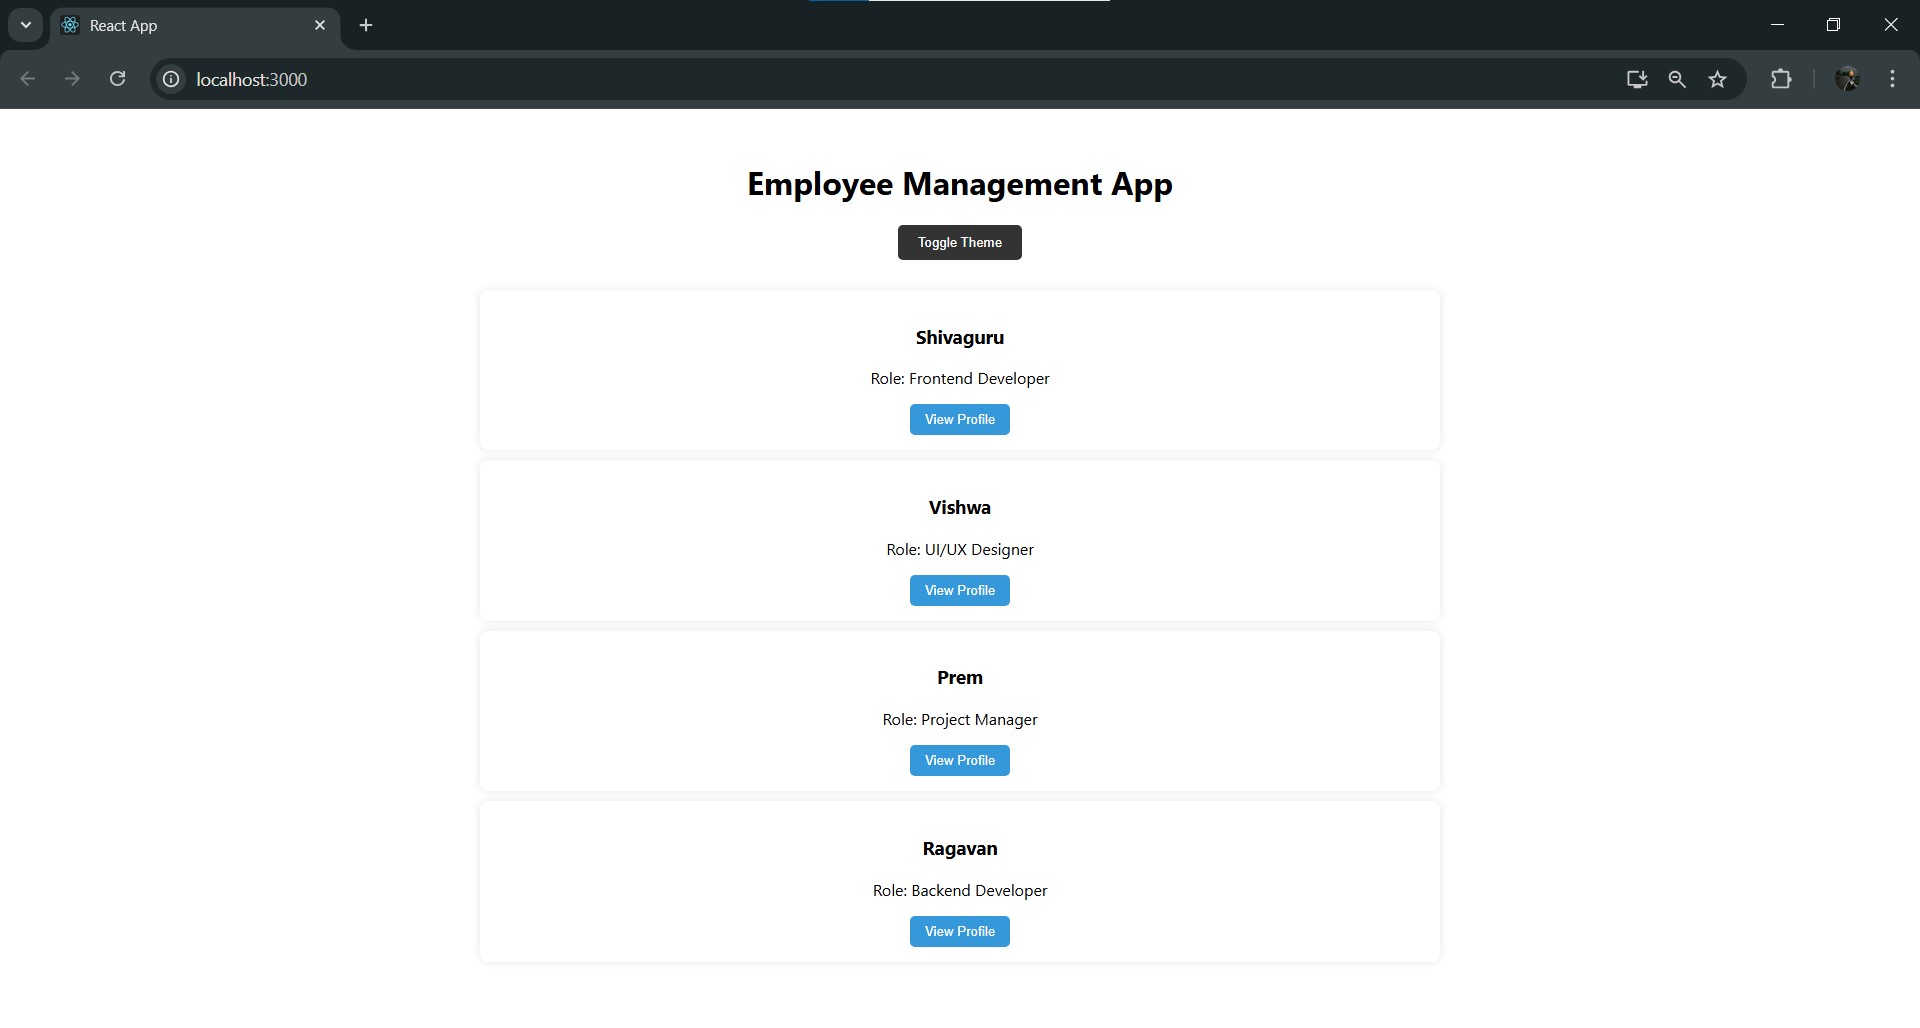 React App
localhost:3000
Employee Management App
Toggle Theme
Shivaguru
Role: Frontend Developer
View Profile
Vishwa
Role: UI/UX Designer
View Profile
Prem
Role: Project Manager
View Profile
Ragavan
Role: Backend Developer
View Profile